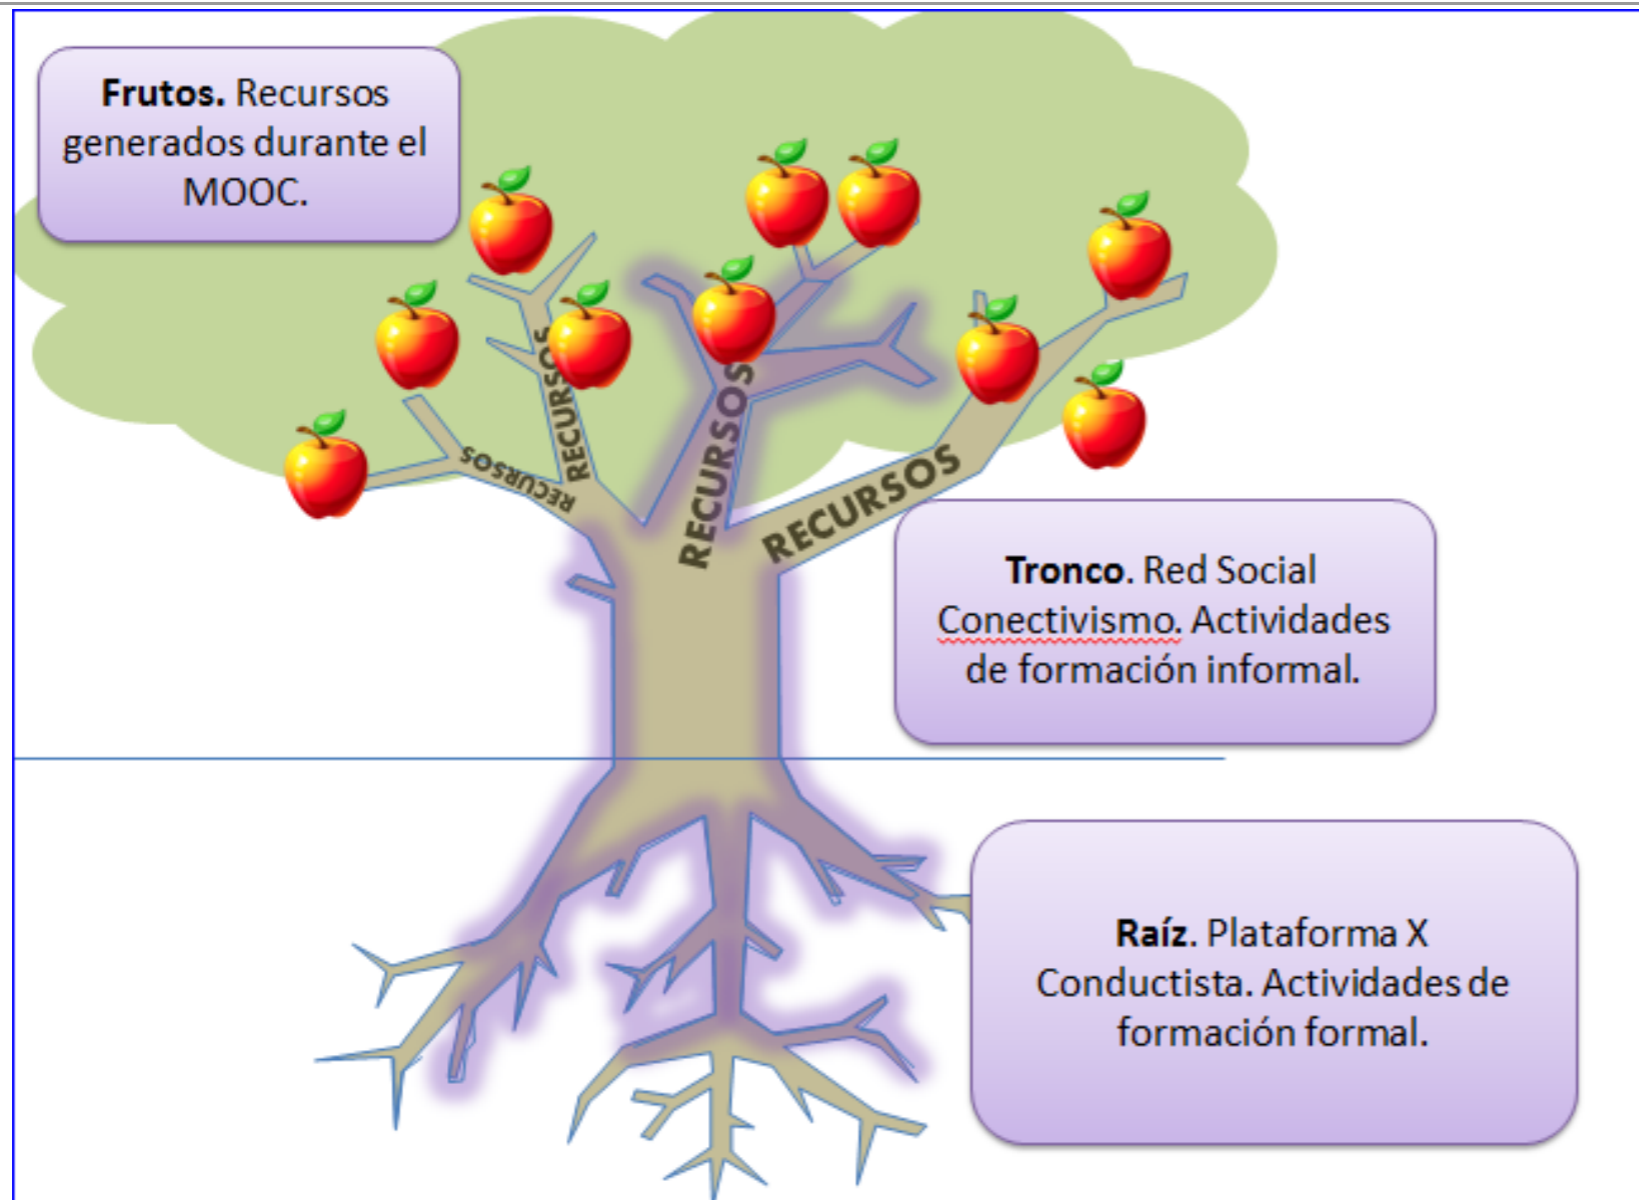 Frutos. Recursos
generados durante el
MOOC.
RECURSOS
RECURSOS
RECURSOS
RECURSOS
Tronco. Red Social
Conectivismo. Actividades
de formación informal.
Raíz. Plataforma X
Conductista. Actividades de
formación formal.